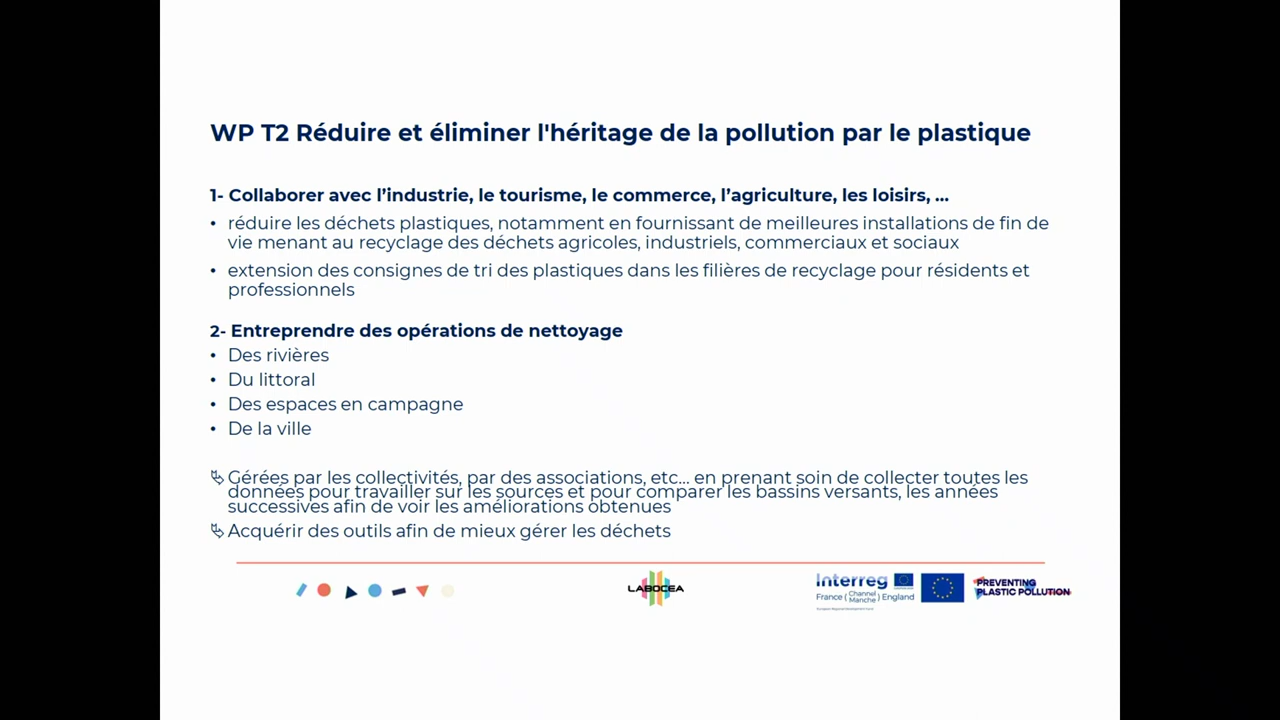 WP T2 Réduire et éliminer l'héritage de la pollution par le plastique
1- Collaborer avec l’industrie, le tourisme, le commerce, l’agriculture, les loisirs, ...
• réduire les déchets plastiques, notamment en fournissant de meilleures installations de fin de
vie menant au recyclage des déchets agricoles, industriels, commerciaux et sociaux
• extension des consignes de tri des plastiques dans les filières de recyclage pour résidents et
professionnels
2- Entreprendre des opérations de nettoyage
• Des rivières
• Du littoral
• Des espaces en campagne
• De la ville
Gérées par les collectivités, par des associations, etc... en prenant soin de collecter toutes les
données pour travailler sur les sources et pour comparer les bassins versants, les années
successives afin de voir les améliorations obtenues
Acquérir des outils afin de mieux gérer les déchets
LABOCEA
Interreg
France ( Channel Manche ) England
European Regional Development Fund
PREVENTING
PLASTIC POLLUTION